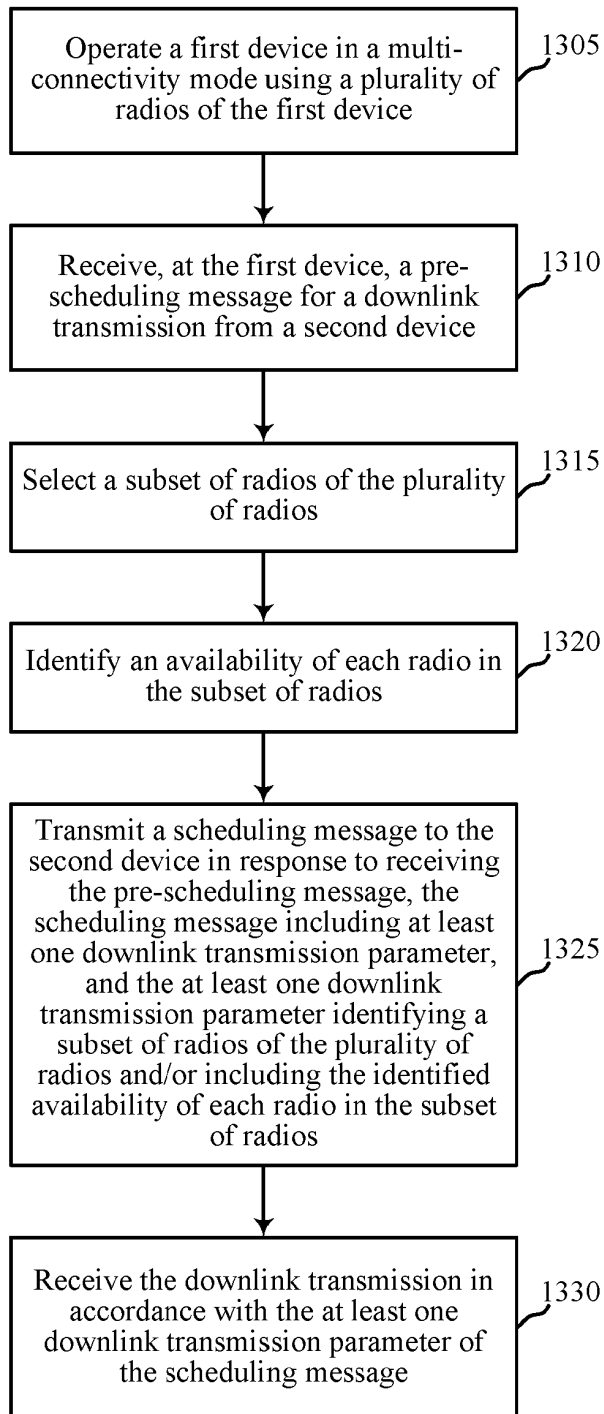 Operate a first device in a multi-
connectivity mode using a plurality of
radios of the first device
1305
Receive, at the first device, a pre-
scheduling message for a downlink
transmission from a second device
1310
Select a subset of radios of the plurality
of radios
1315
Identify an availability of each radio in
the subset of radios
1320
Transmit a scheduling message to the
second device in response to receiving
the pre-scheduling message, the
scheduling message including at least
one downlink transmission parameter,
and the at least one downlink
transmission parameter identifying a
subset of radios of the plurality of
radios and/or including the identified
availability of each radio in the subset
of radios
1325
Receive the downlink transmission in
accordance with the at least one
downlink transmission parameter of
the scheduling message
1330